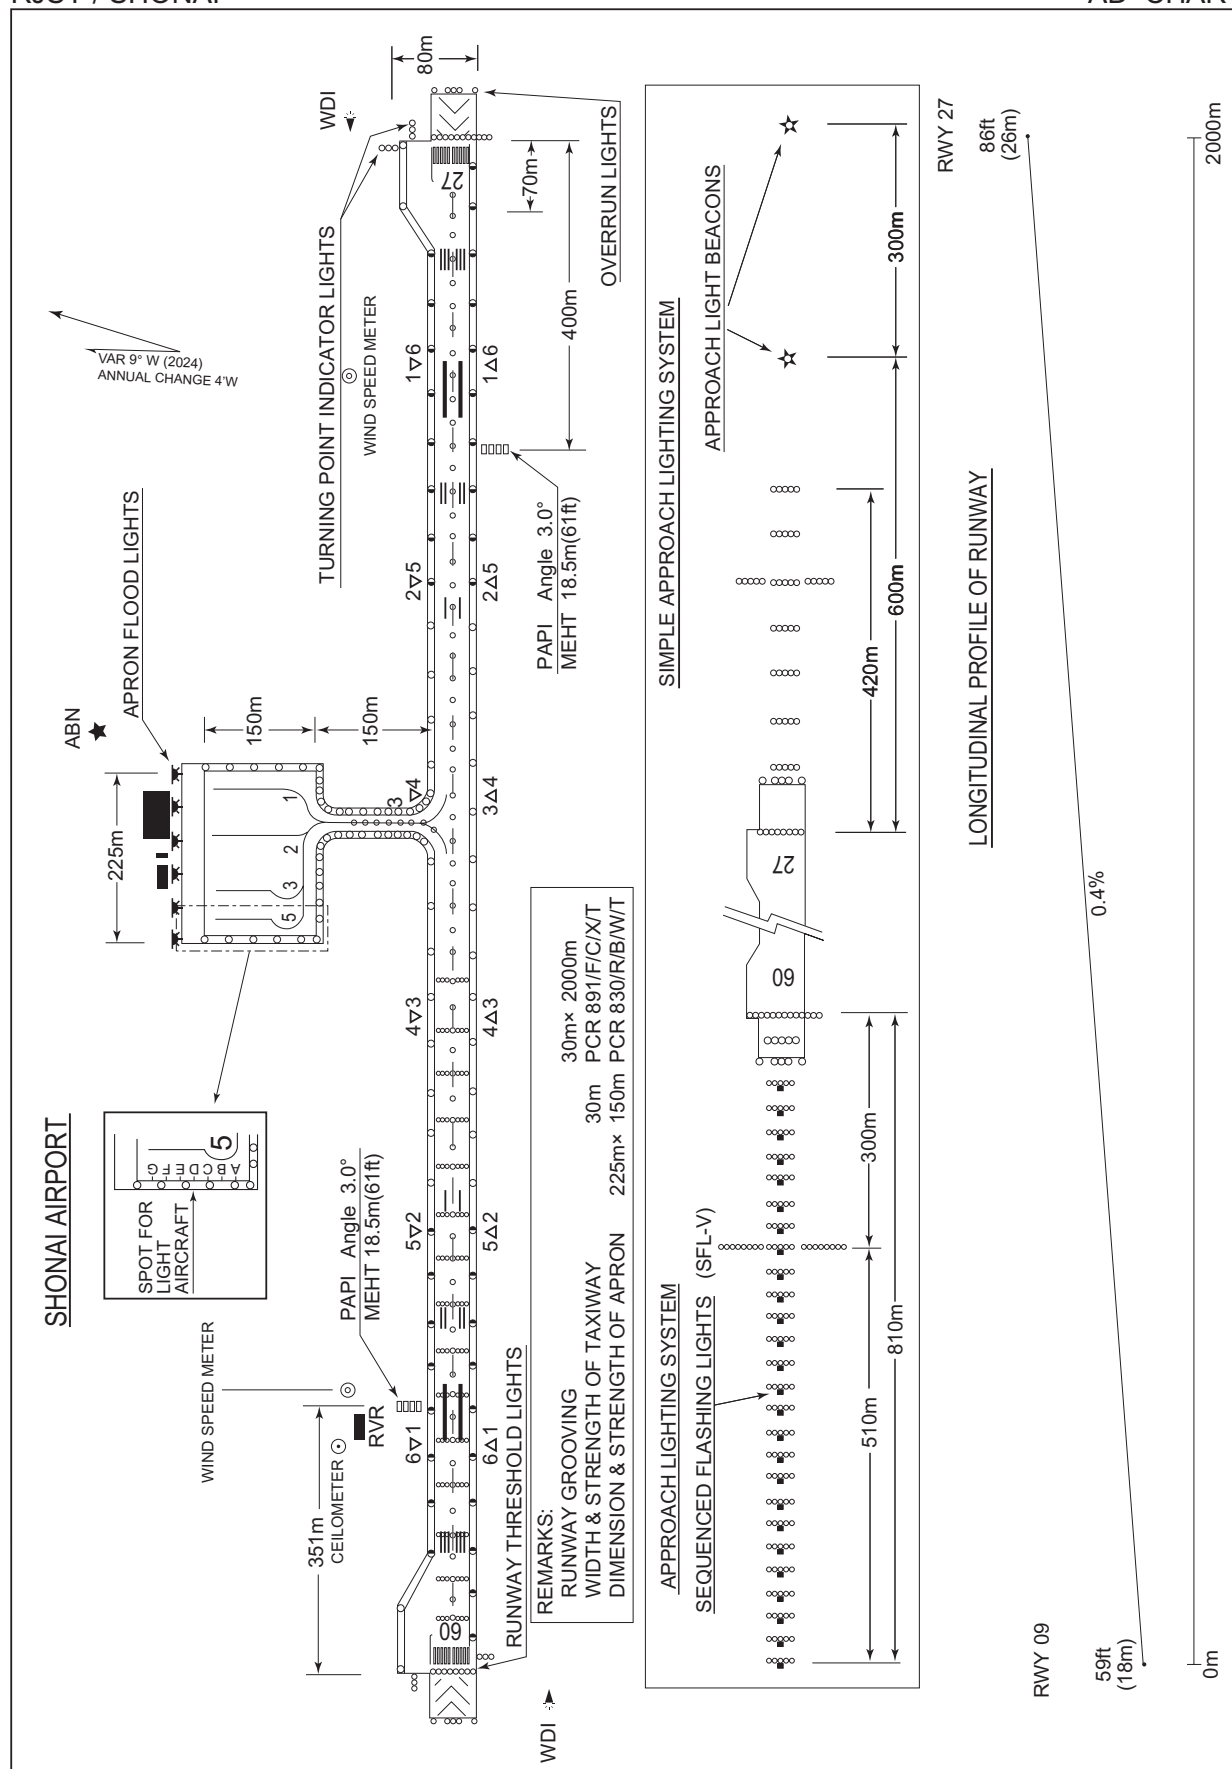 RJSY / SHONAI
AD CHAR
SHONAI AIRPORT
VAR 9° W (2024)
ANNUAL CHANGE 4'W
WDI
80m
TURNING POINT INDICATOR LIGHTS
WIND SPEED METER
27
70m
OVERRUN LIGHTS
400m
1 6
1 6
PAPI Angle 3.0°
MEHT 18.5m(61ft)
2 5
2 5
ABN
APRON FLOOD LIGHTS
225m
150m
150m
1
2
3
5
3 4
3 4
SPOT FOR
LIGHT
AIRCRAFT
A B C D E F G
5
4 3
4 3
5 2
5 2
PAPI Angle 3.0°
MEHT 18.5m(61ft)
WIND SPEED METER
351m
CEILOMETER
RVR
6 1
6 1
09
RUNWAY THRESHOLD LIGHTS
WDI
REMARKS:
RUNWAY GROOVING 30m× 2000m
WIDTH & STRENGTH OF TAXIWAY 30m PCR 891/F/C/X/T
DIMENSION & STRENGTH OF APRON 225m× 150m PCR 830/R/B/W/T
SIMPLE APPROACH LIGHTING SYSTEM
APPROACH LIGHT BEACONS
300m
600m
420m
27
09
300m
810m
510m
APPROACH LIGHTING SYSTEM
SEQUENCED FLASHING LIGHTS (SFL-V)
LONGITUDINAL PROFILE OF RUNWAY
RWY 09
59ft
(18m)
0m
0.4%
RWY 27
86ft
(26m)
2000m